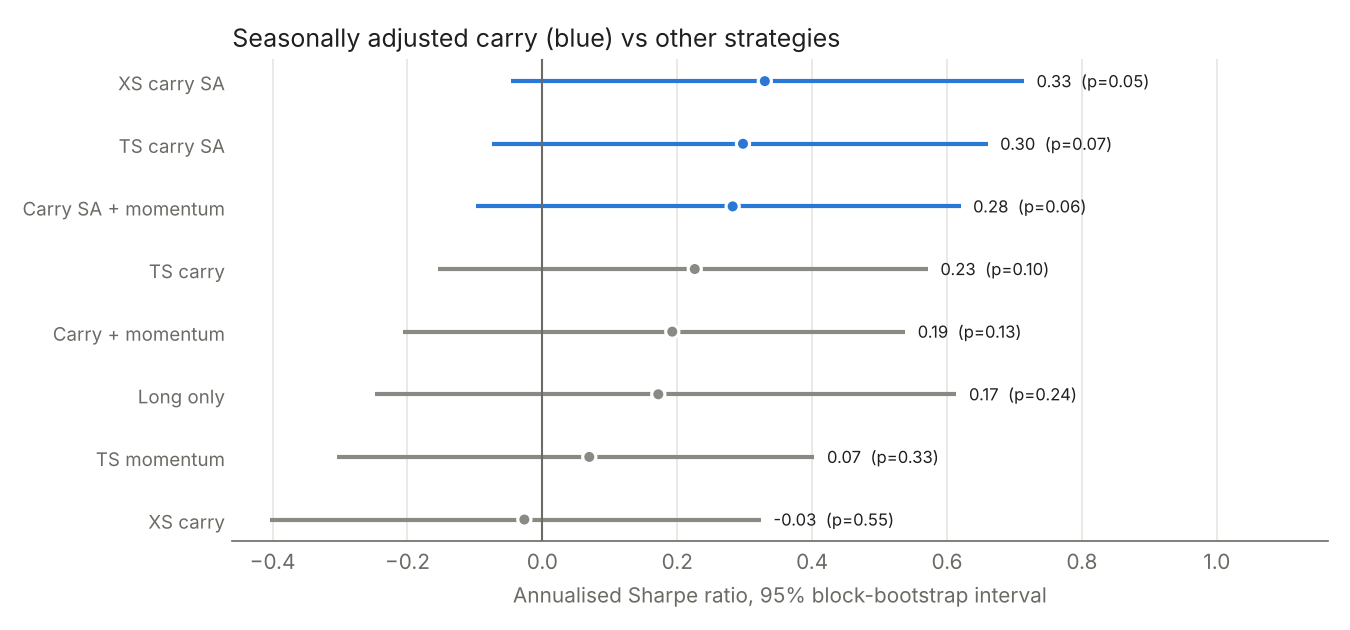 Seasonally adjusted carry (blue) vs other strategies
XS carry SA
0.33 (p=0.05)
TS carry SA
0.30 (p=0.07)
Carry SA + momentum
0.28 (p=0.06)
TS carry
0.23 (p=0.10)
Carry + momentum
0.19 (p=0.13)
Long only
0.17 (p=0.24)
TS momentum
0.07 (p=0.33)
XS carry
-0.03 (p=0.55)
−0.4 −0.2 0.0 0.2 0.4 0.6 0.8 1.0
Annualised Sharpe ratio, 95% block-bootstrap interval